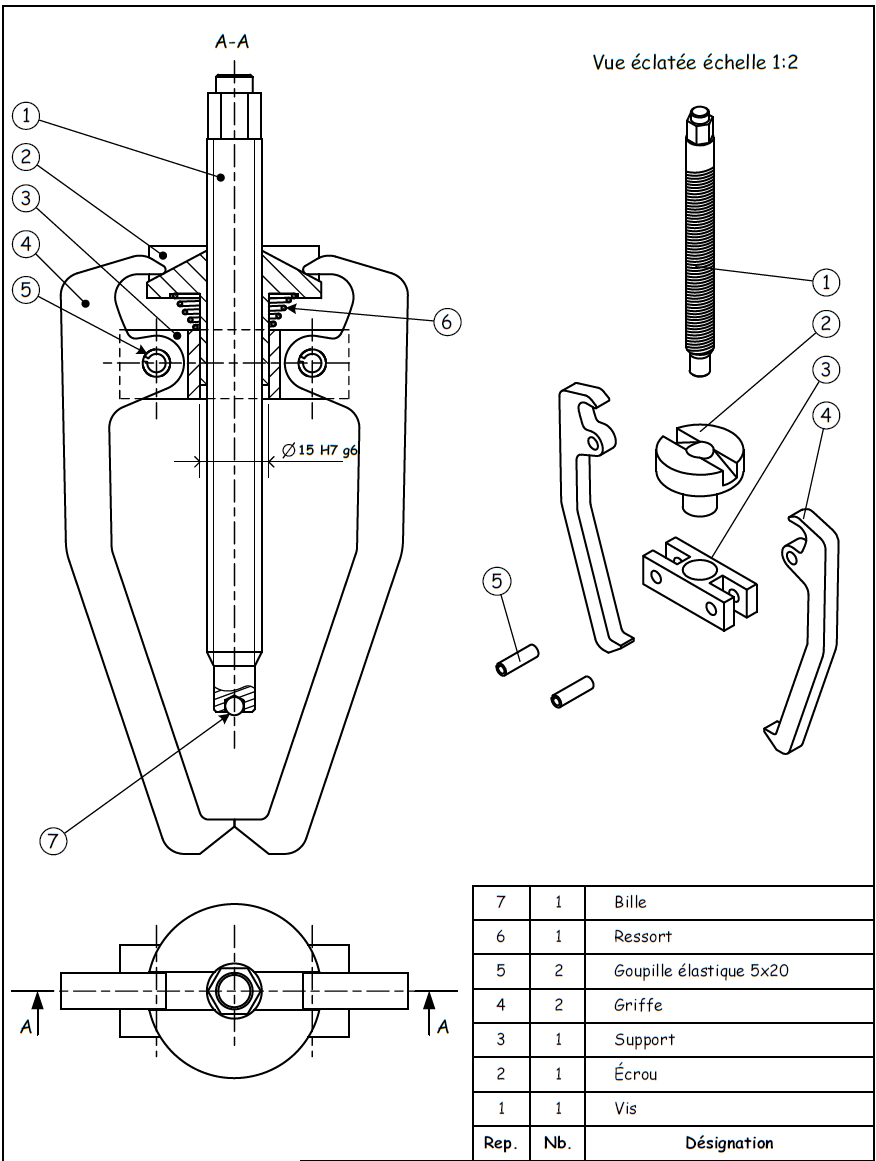 A-A
Vue éclatée échelle 1:2
1
2
3
4
5
6
Ø15 H7 g6
7
1
2
3
4
5
A
A
7 1 Bille
6 1 Ressort
5 2 Goupille élastique 5x20
4 2 Griffe
3 1 Support
2 1 Écrou
1 1 Vis
Rep. Nb. Désignation